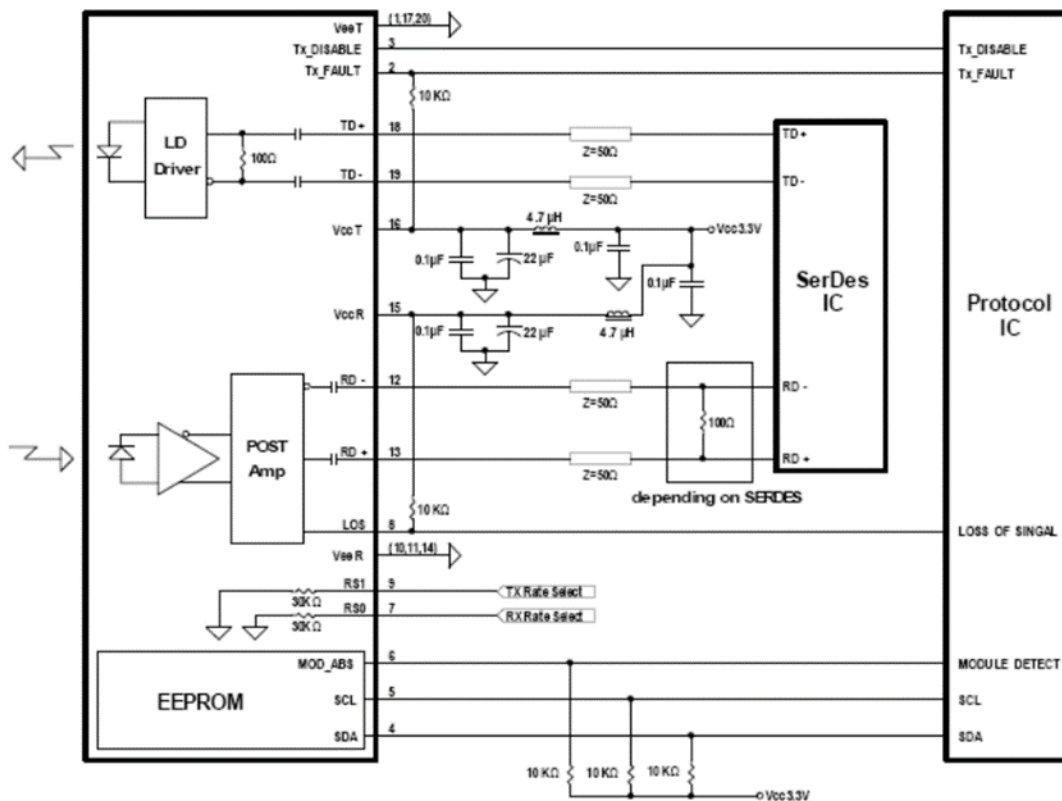 VeeT (1,17,20)
Tx_DISABLE 3 Tx_DISABLE
Tx_FAULT 2 Tx_FAULT
10 KΩ
LD
Driver
100Ω
TD+ 18 Z=50Ω TD+
TD- 19 Z=50Ω TD-
VccT 16 4.7 µH Vcc3.3V
0.1µF 22 µF 0.1µF 0.1µF
SerDes
IC
Protocol
IC
VccR 15
0.1µF 22 µF 4.7 µH
RD - 12 Z=50Ω RD -
100Ω
POST
Amp
RD + 13 Z=50Ω RD +
depending on SERDES
10 KΩ
LOS 8 LOSS OF SINGAL
VeeR (10,11,14)
RS1 9 TX Rate Select
30KΩ
RS0 7 RX Rate Select
30KΩ
MOD_ABS 6 MODULE DETECT
EEPROM
SCL 5 SCL
SDA 4 SDA
10 KΩ 10 KΩ 10 KΩ
Vcc3.3V